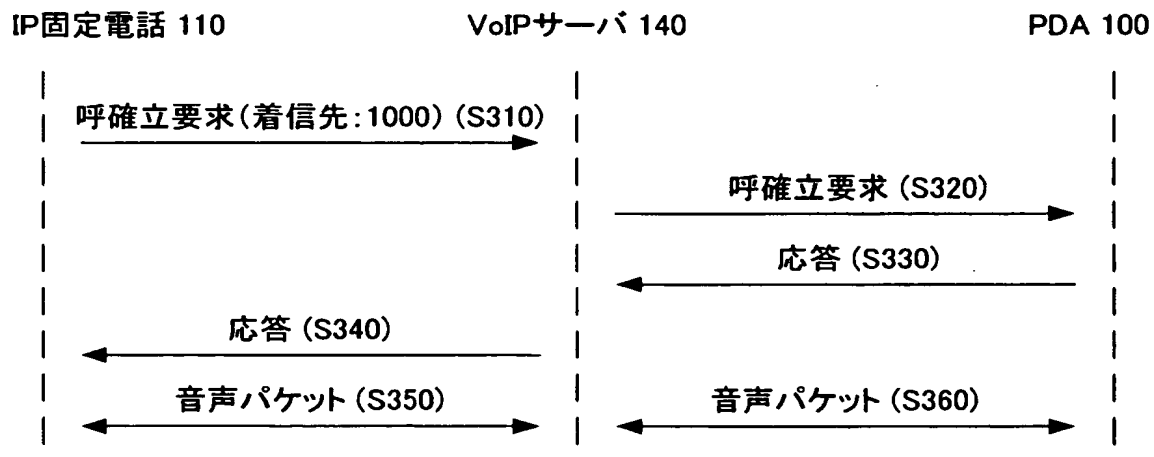 IP固定電話 110
VoIPサーバ 140
PDA 100
呼確立要求(着信先:1000) (S310)
呼確立要求 (S320)
応答 (S330)
応答 (S340)
音声パケット (S350)
音声パケット (S360)